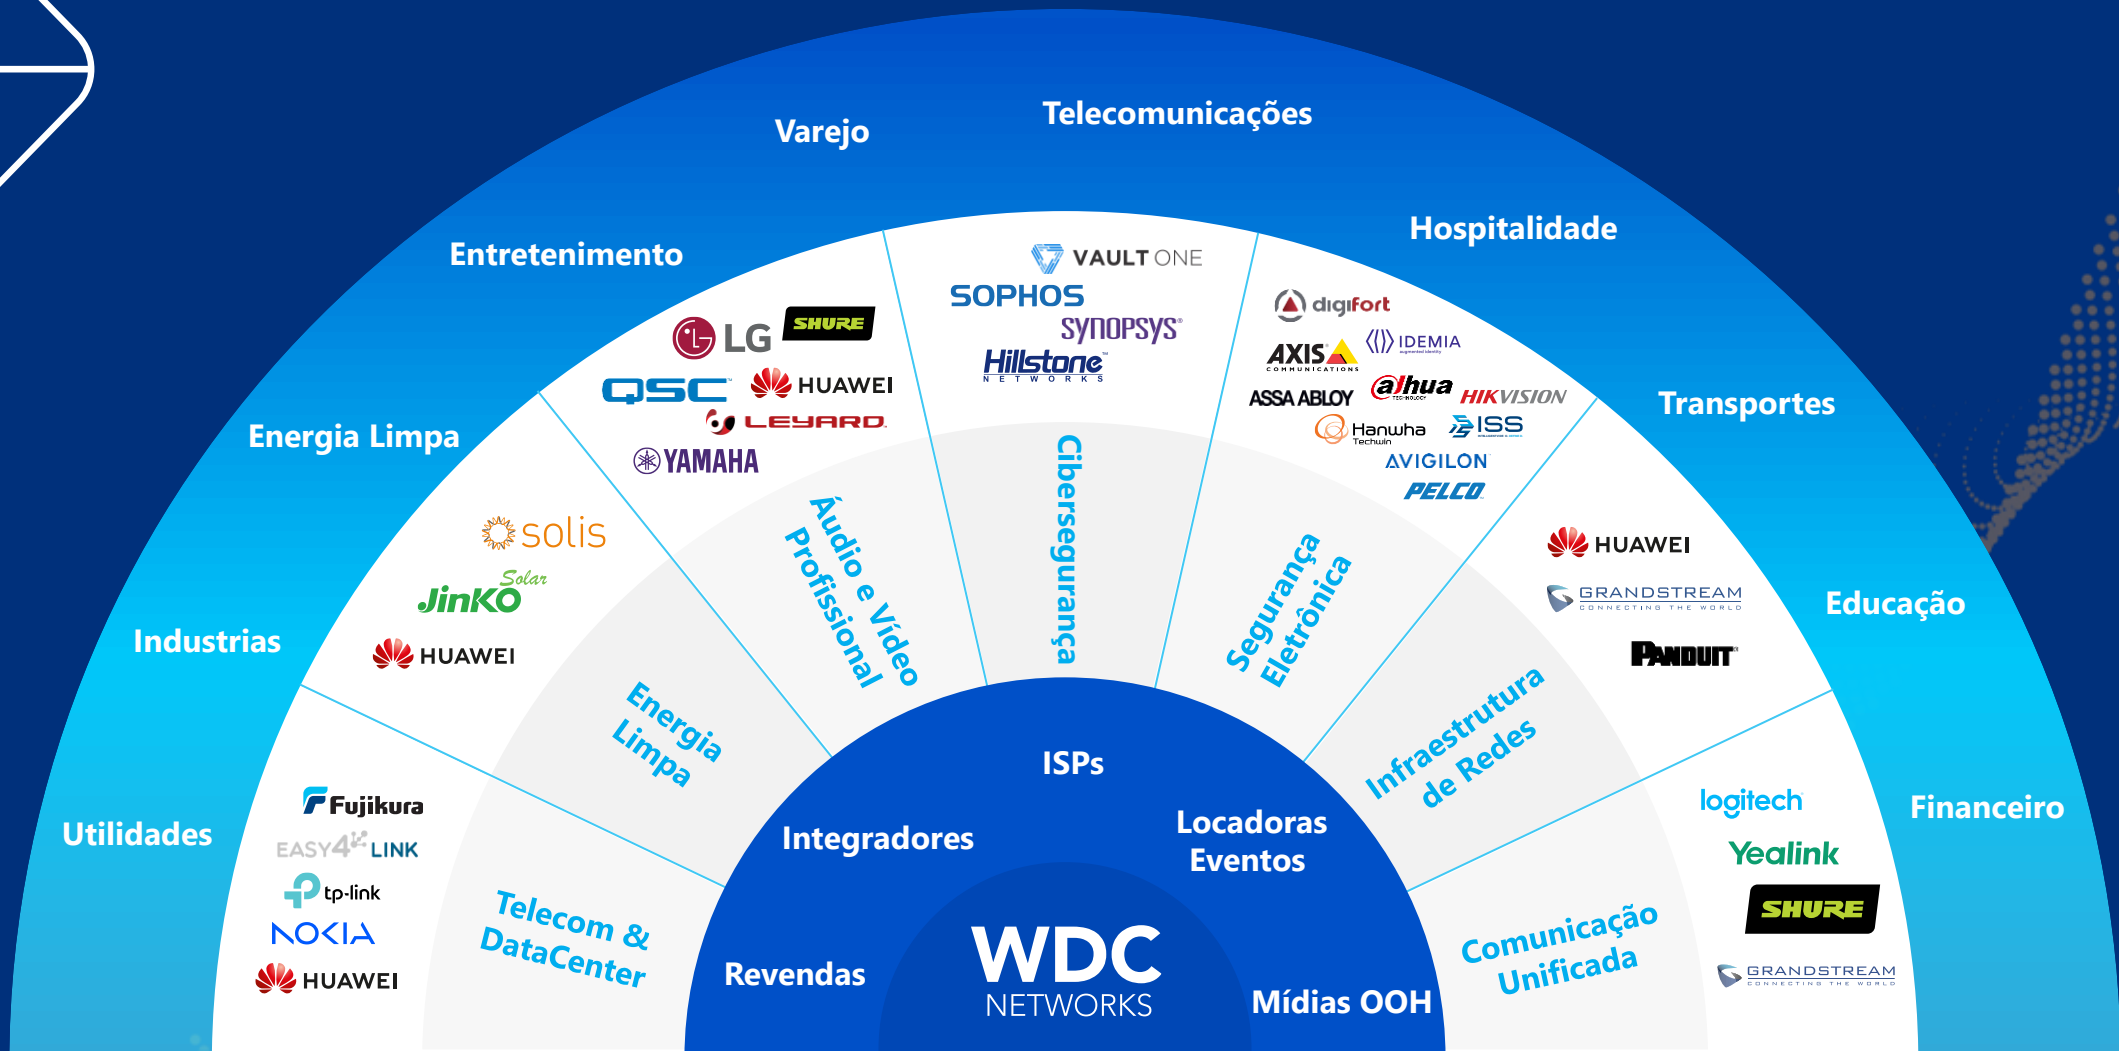 Varejo
Telecomunicações
Entretenimento
Hospitalidade
Energia Limpa
Transportes
Industrias
Educação
Utilidades
Financeiro
Fujikura
EASY4LINK
tp-link
NOKIA
HUAWEI
solis
JinKO Solar
HUAWEI
LG
SHURE
QSC
HUAWEI
LEYARD
YAMAHA
VAULT ONE
SOPHOS
SYNOPSYS®
Hillstone™
NETWORKS
digifort
IDEMIA
augmented identity
AXIS
COMMUNICATIONS
ASSA ABLOY
alhua
TECHNOLOGY
HIKVISION
Hanwha
Techwin
ISS
AVIGILON
PELCO
HUAWEI
GRANDSTREAM
CONNECTING THE WORLD
PANDUIT
logitech
Yealink
SHURE
GRANDSTREAM
CONNECTING THE WORLD
Telecom &
DataCenter
Energia
Limpa
Áudio e Vídeo
Profissional
Cibersegurança
Segurança
Eletrônica
Infraestrutura
de Redes
Comunicação
Unificada
ISPs
Integradores
Locadoras
Eventos
Revendas
Mídias OOH
WDC
NETWORKS